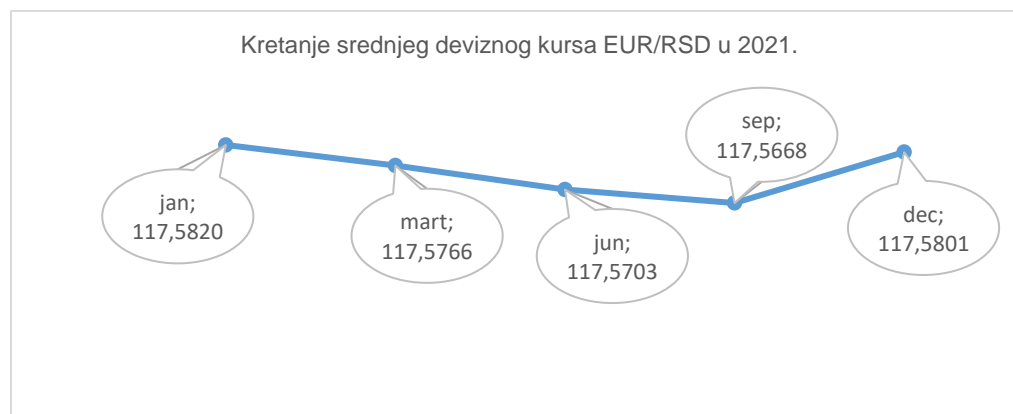 Kretanje srednjeg deviznog kursa EUR/RSD u 2021.
jan;
117,5820
mart;
117,5766
jun;
117,5703
sep;
117,5668
dec;
117,5801